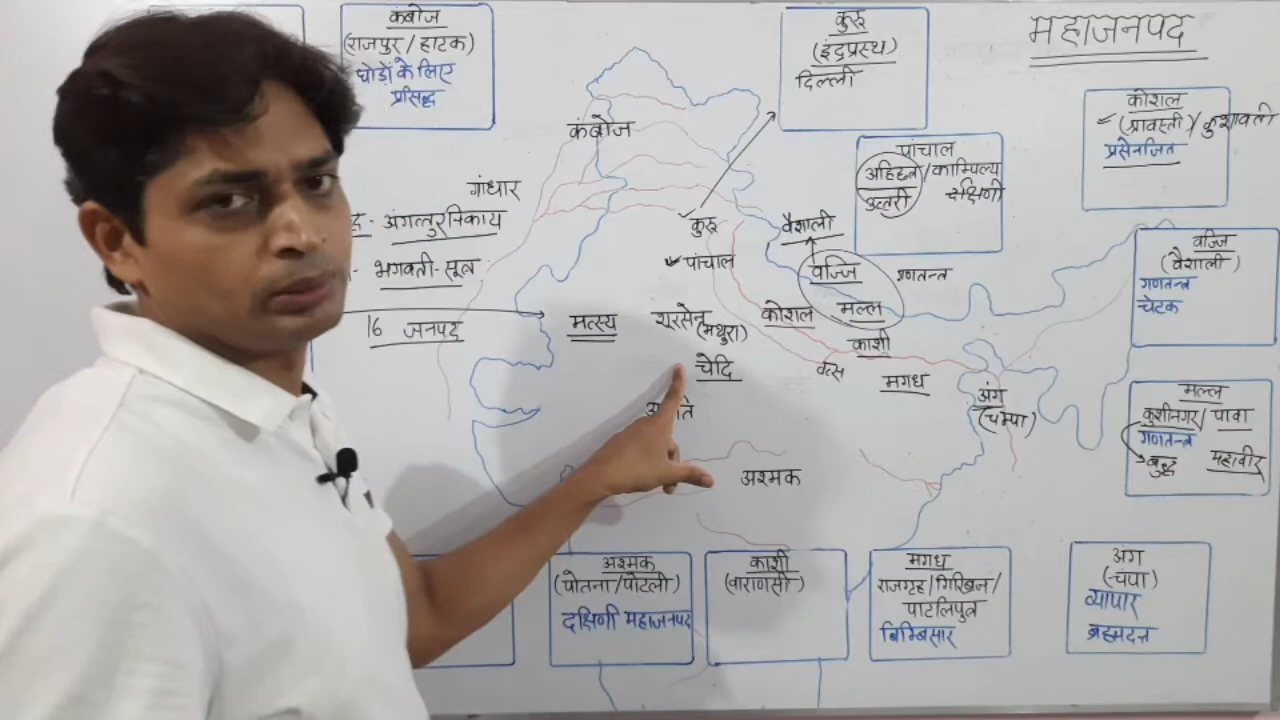 महाजनपद
कंबोज
(राजपुर/हाटक)
घोड़ों के लिए
प्रसिद्ध
कुरू
(इंद्रप्रस्थ)
दिल्ली
कोशल
(श्रावस्ती)/कुशावती
प्रसेनजित
पांचाल
अहिछत्र/काम्पिल्य
उत्तरी दक्षिणी
कंबोज
गांधार
अंगुत्तुरनिकाय
भगवती-सूत्र
16 जनपद
कुरू
पांचाल
वैशाली
वज्जि गणतन्त्र
मल्ल
मत्स्य
शूरसेन
(मथुरा)
कोशल
काशी
चेदि
वत्स
मगध
अंग
(चम्पा)
अश्मक
वज्जि
(वैशाली)
गणतन्त्र
चेटक
मल्ल
कुशीनगर/पावा
गणतन्त्र
बुद्ध महावीर
अश्मक
(पोतना/पोटली)
दक्षिणी महाजनपद
काशी
(वाराणसी)
मगध
राजगृह/गिरिब्रज/
पाटलिपुत्र
बिम्बिसार
अंग
(चंपा)
व्यापार
ब्रह्मदत्त